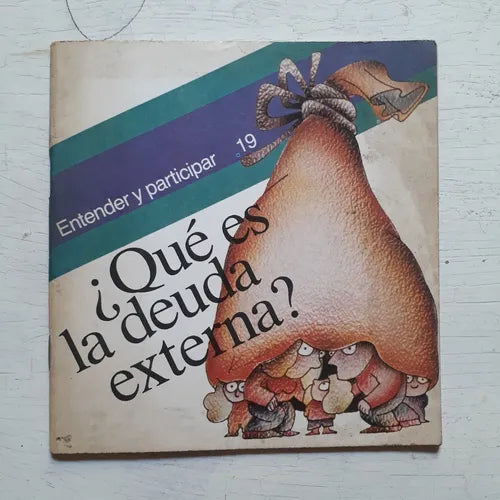 Entender y participar 19
¿Qué es
la deuda
externa?